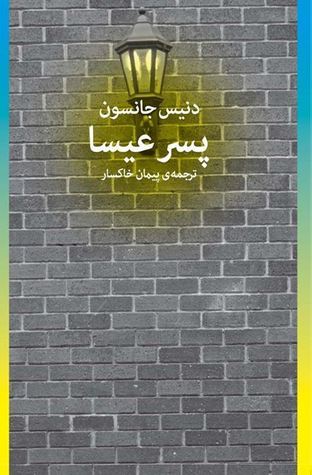 دنیس جانسون
پسر عیسا
ترجمه‌ی پیمان خاکسار